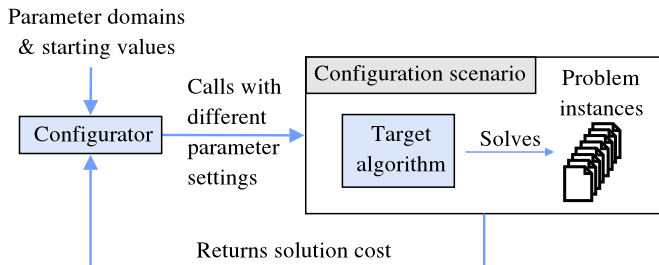 Parameter domains
& starting values
Configurator
Calls with
different
parameter
settings
Configuration scenario
Target
algorithm
Solves
Problem
instances
Returns solution cost